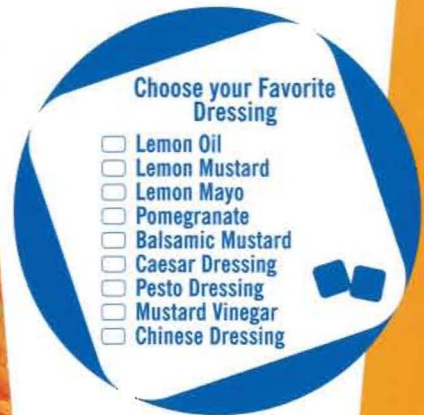 Choose your Favorite
Dressing
Lemon Oil
Lemon Mustard
Lemon Mayo
Pomegranate
Balsamic Mustard
Caesar Dressing
Pesto Dressing
Mustard Vinegar
Chinese Dressing